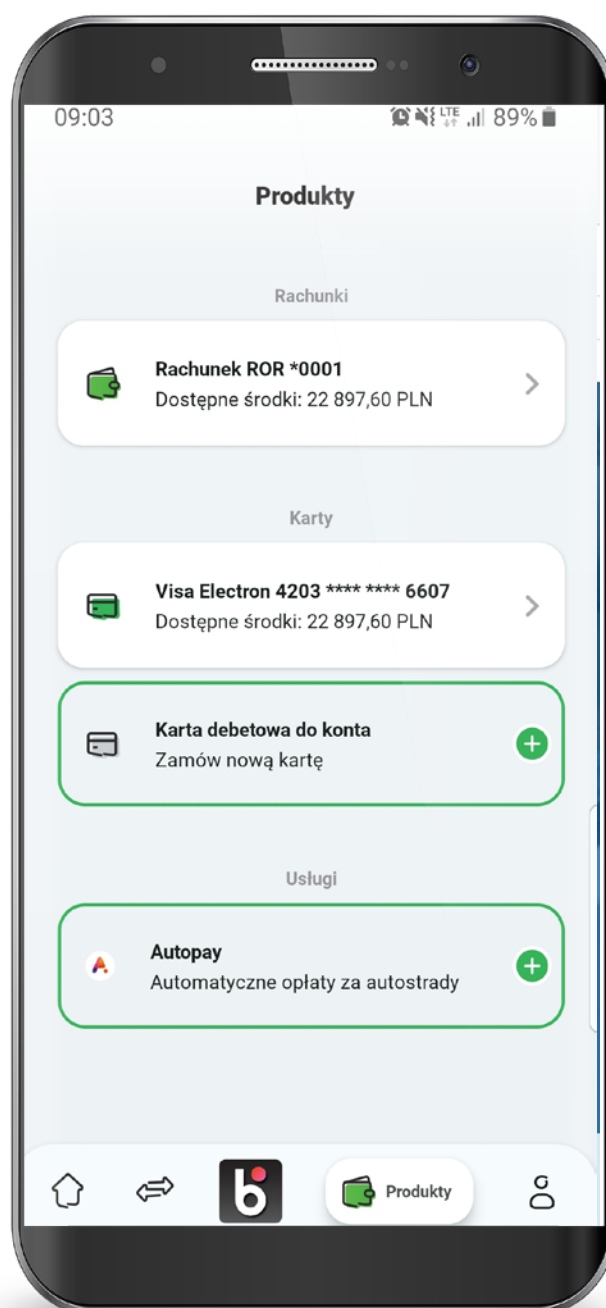 09:03
LTE
89%
Produkty
Rachunki
Rachunek ROR *0001
Dostępne środki: 22 897,60 PLN
Karty
Visa Electron 4203 **** **** 6607
Dostępne środki: 22 897,60 PLN
Karta debetowa do konta
Zamów nową kartę
Usługi
Autopay
Automatyczne opłaty za autostrady
b
Produkty